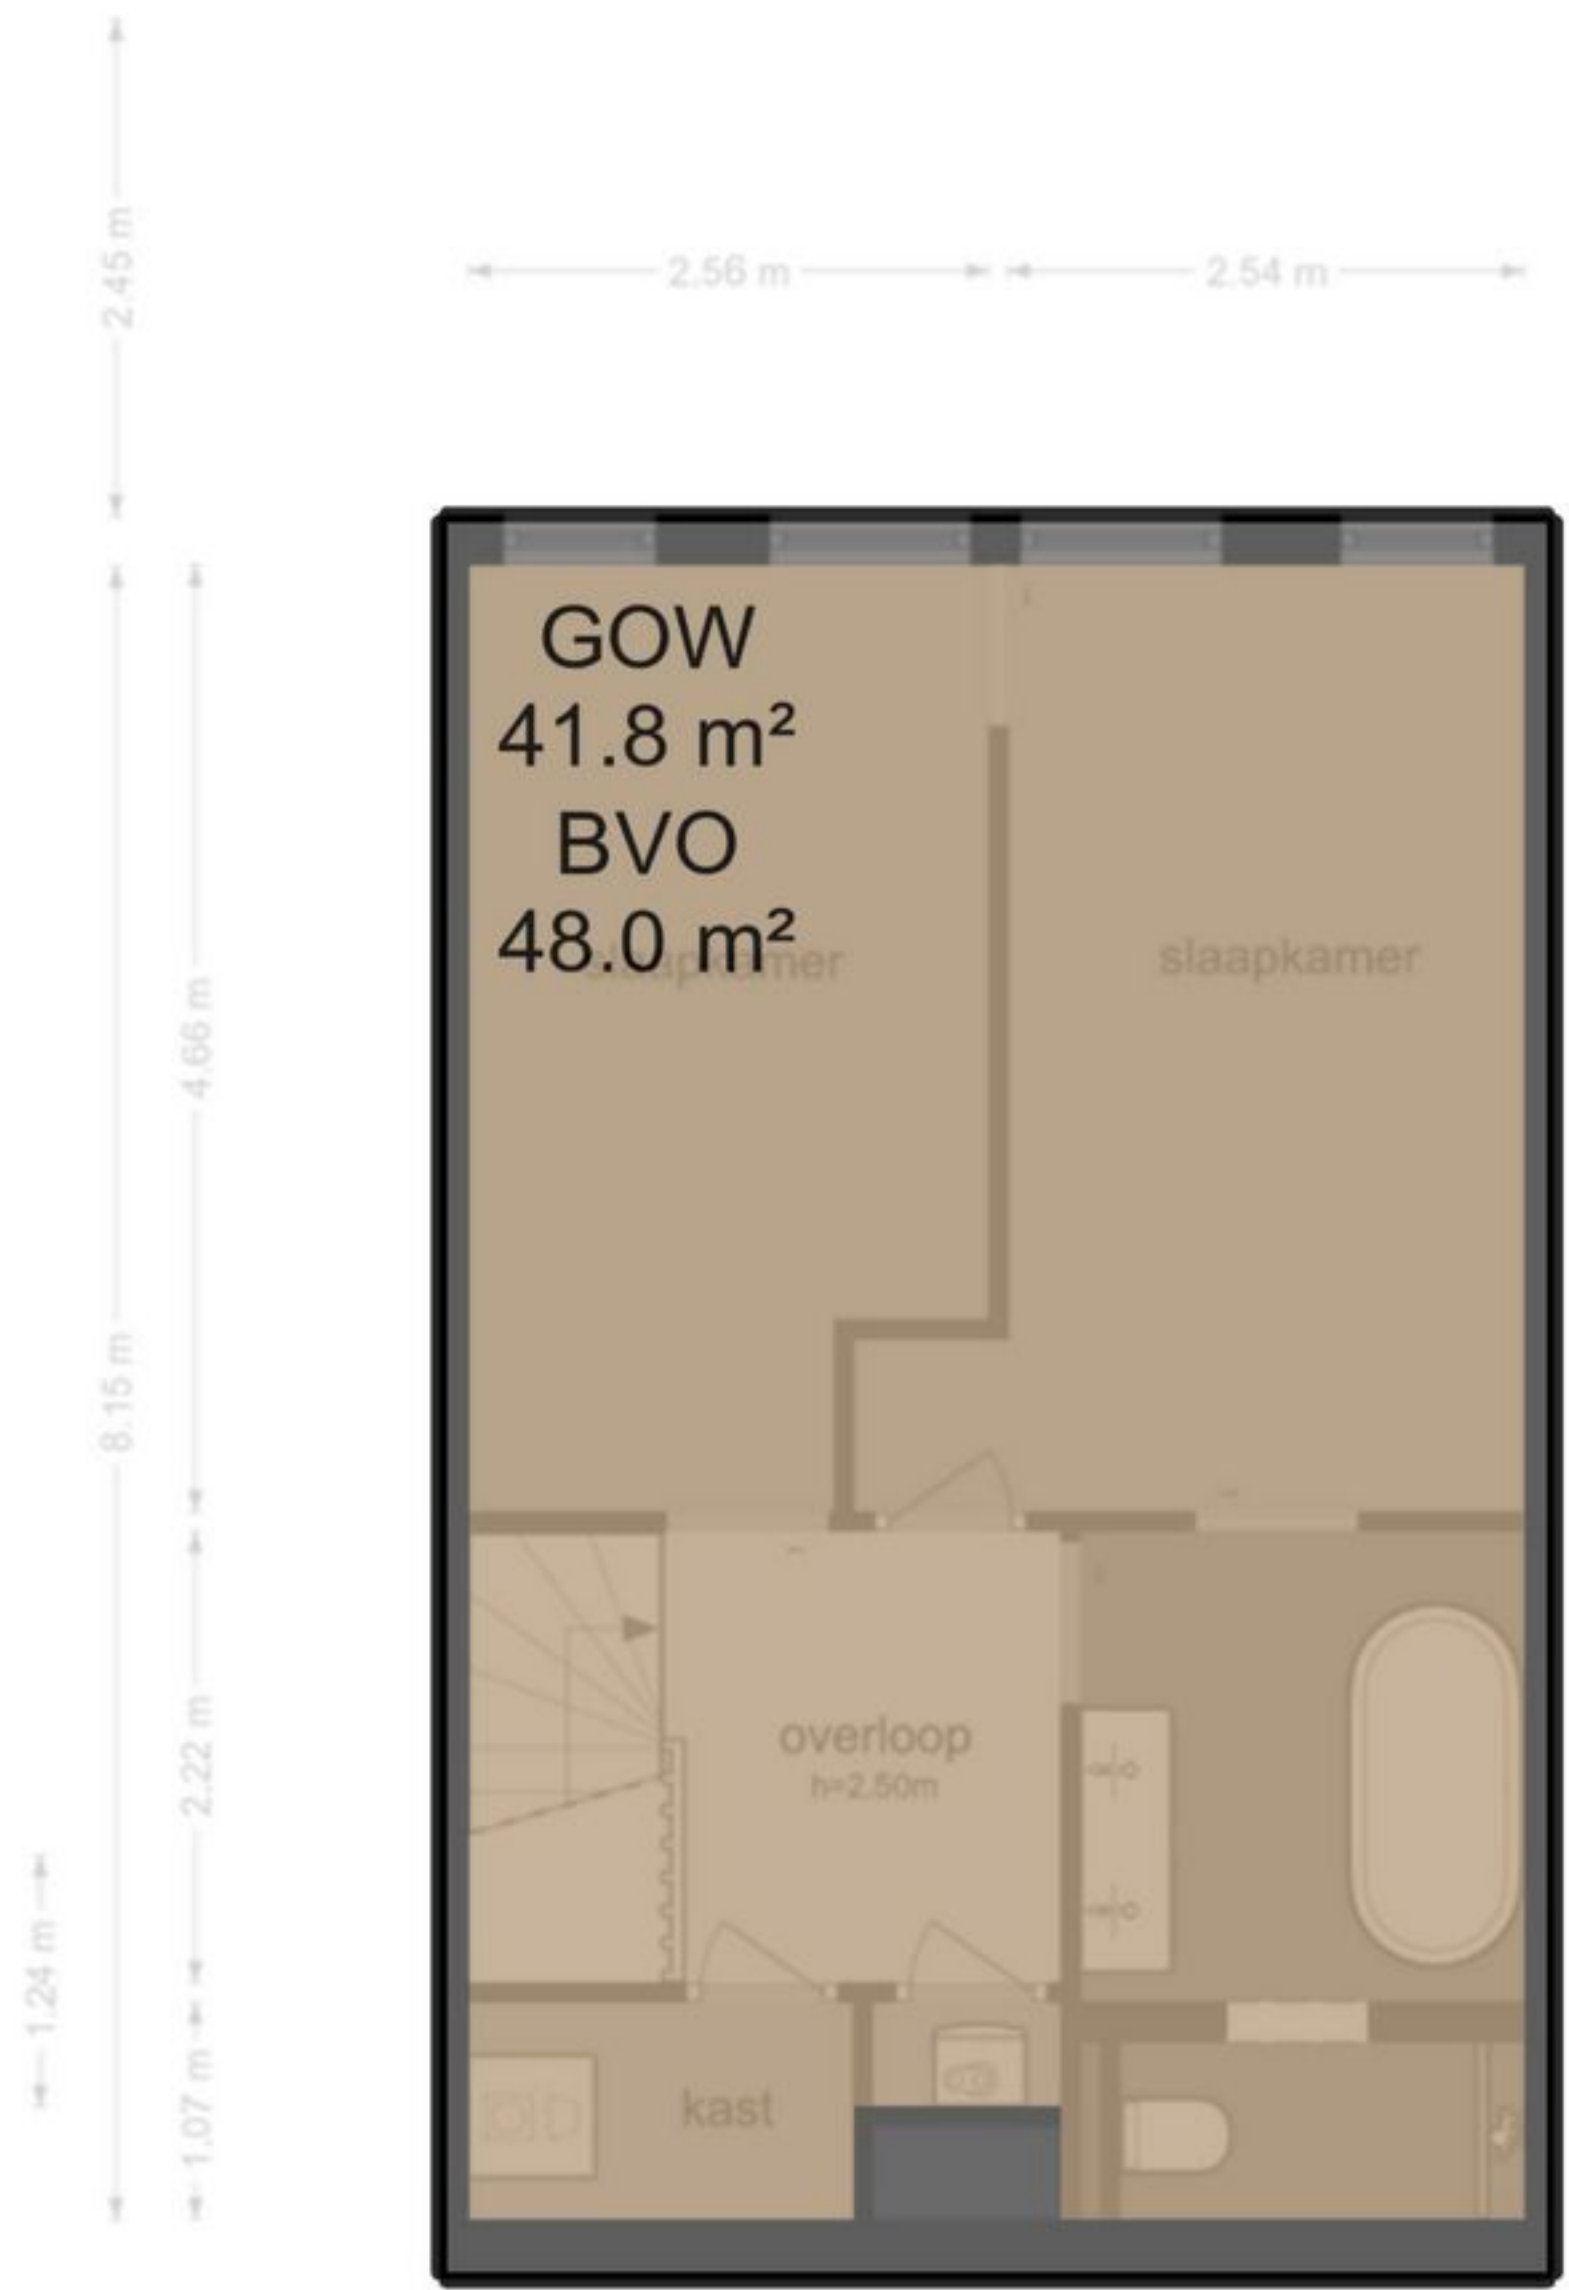 2.45 m
2.56 m
2.54 m
GOW
41.8 m²
BVO
48.0 m²
slaapkamer
slaapkamer
4.66 m
8.15 m
2.22 m
overloop
h=2.50m
1.24 m
1.07 m
kast